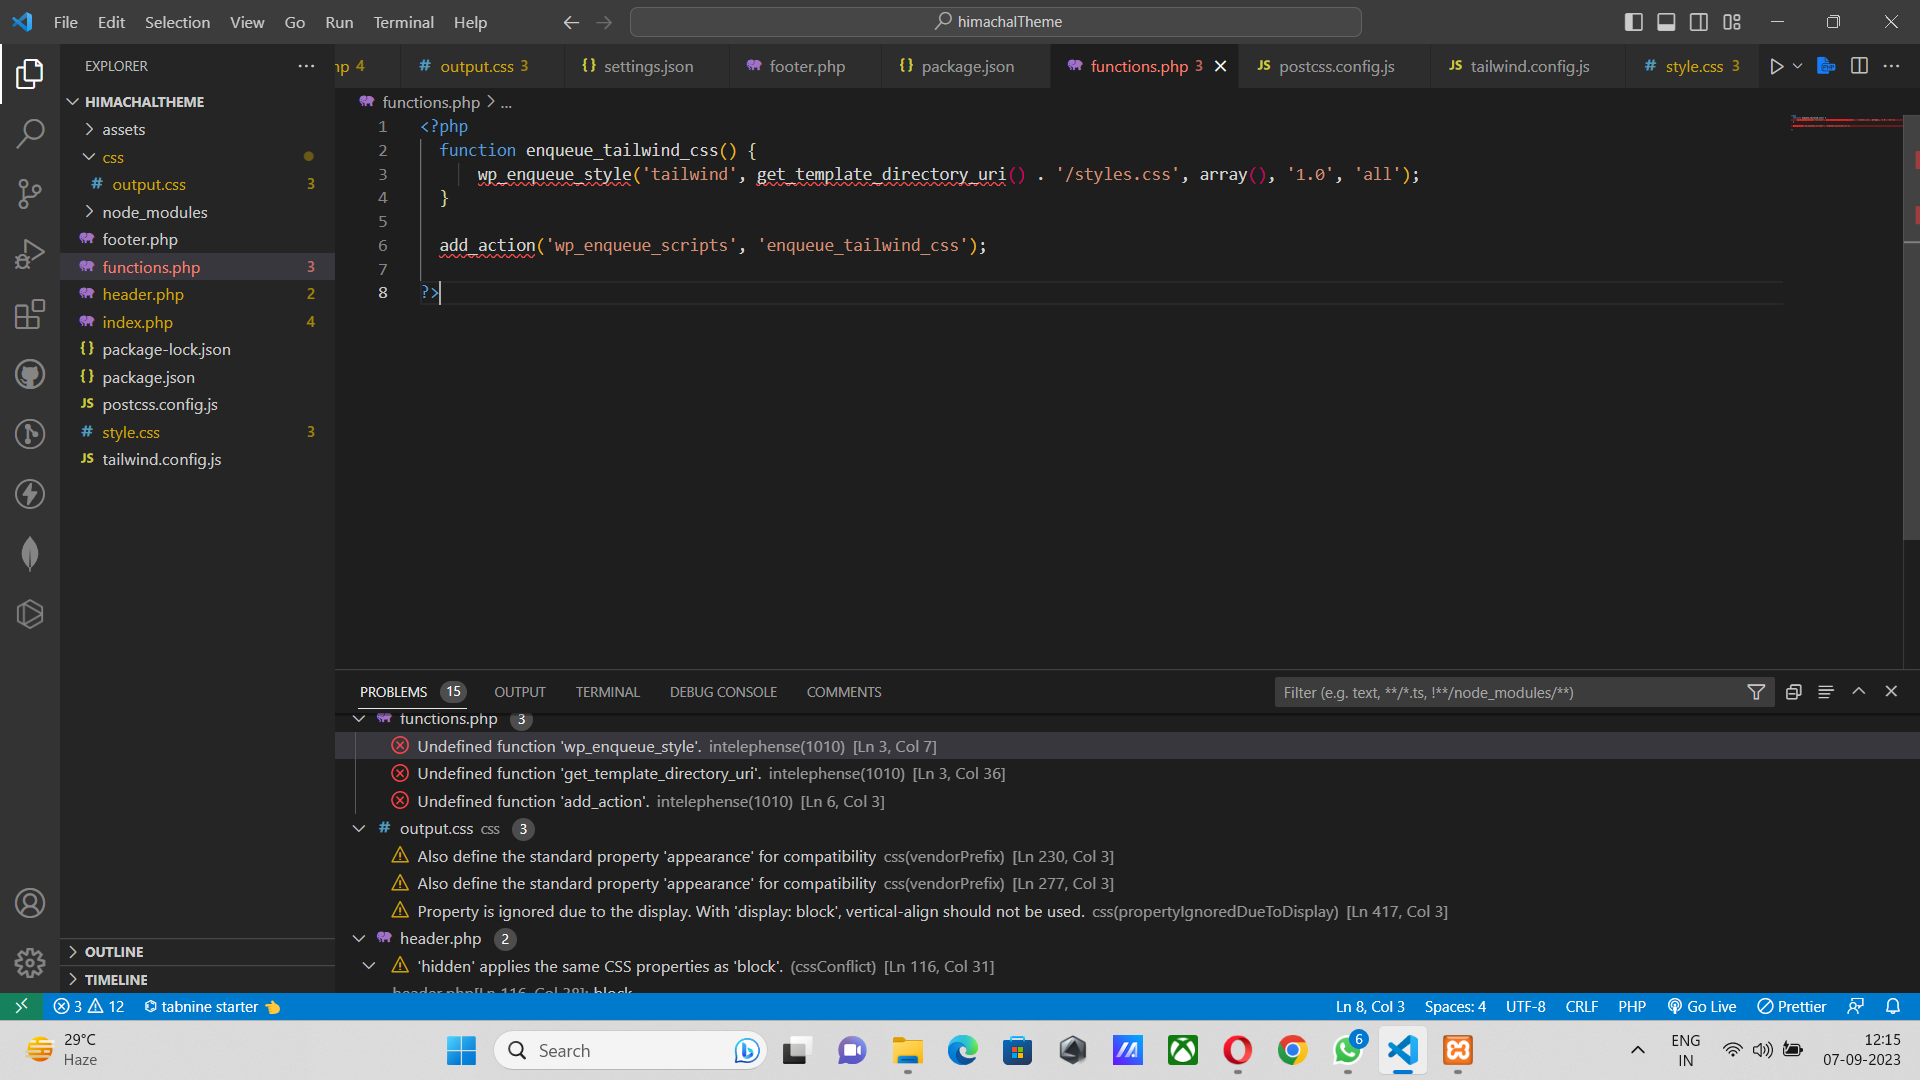 File Edit Selection View Go Run Terminal Help
himachalTheme
EXPLORER
np 4
# output.css 3
{} settings.json
footer.php
{} package.json
functions.php 3
JS postcss.config.js
JS tailwind.config.js
# style.css 3
HIMACHALTHEME
assets
css
# output.css 3
node_modules
footer.php
functions.php 3
header.php 2
index.php 4
{} package-lock.json
{} package.json
JS postcss.config.js
# style.css 3
JS tailwind.config.js
OUTLINE
TIMELINE
functions.php > ...
1 <?php
2 function enqueue_tailwind_css() {
3 wp_enqueue_style('tailwind', get_template_directory_uri() . '/styles.css', array(), '1.0', 'all');
4 }
5
6 add_action('wp_enqueue_scripts', 'enqueue_tailwind_css');
7
8 ?>
PROBLEMS 15 OUTPUT TERMINAL DEBUG CONSOLE COMMENTS
Filter (e.g. text, **/*.ts, !**/node_modules/**)
functions.php 3
Undefined function 'wp_enqueue_style'. intelephense(1010) [Ln 3, Col 7]
Undefined function 'get_template_directory_uri'. intelephense(1010) [Ln 3, Col 36]
Undefined function 'add_action'. intelephense(1010) [Ln 6, Col 3]
# output.css css 3
Also define the standard property 'appearance' for compatibility css(vendorPrefix) [Ln 230, Col 3]
Also define the standard property 'appearance' for compatibility css(vendorPrefix) [Ln 277, Col 3]
Property is ignored due to the display. With 'display: block', vertical-align should not be used. css(propertyIgnoredDueToDisplay) [Ln 417, Col 3]
header.php 2
'hidden' applies the same CSS properties as 'block'. (cssConflict) [Ln 116, Col 31]
header.php[Ln 116, Col 38]: block
3 12 tabnine starter
Ln 8, Col 3 Spaces: 4 UTF-8 CRLF PHP Go Live Prettier
29°C
Haze
Search
6
ENG
IN
12:15
07-09-2023